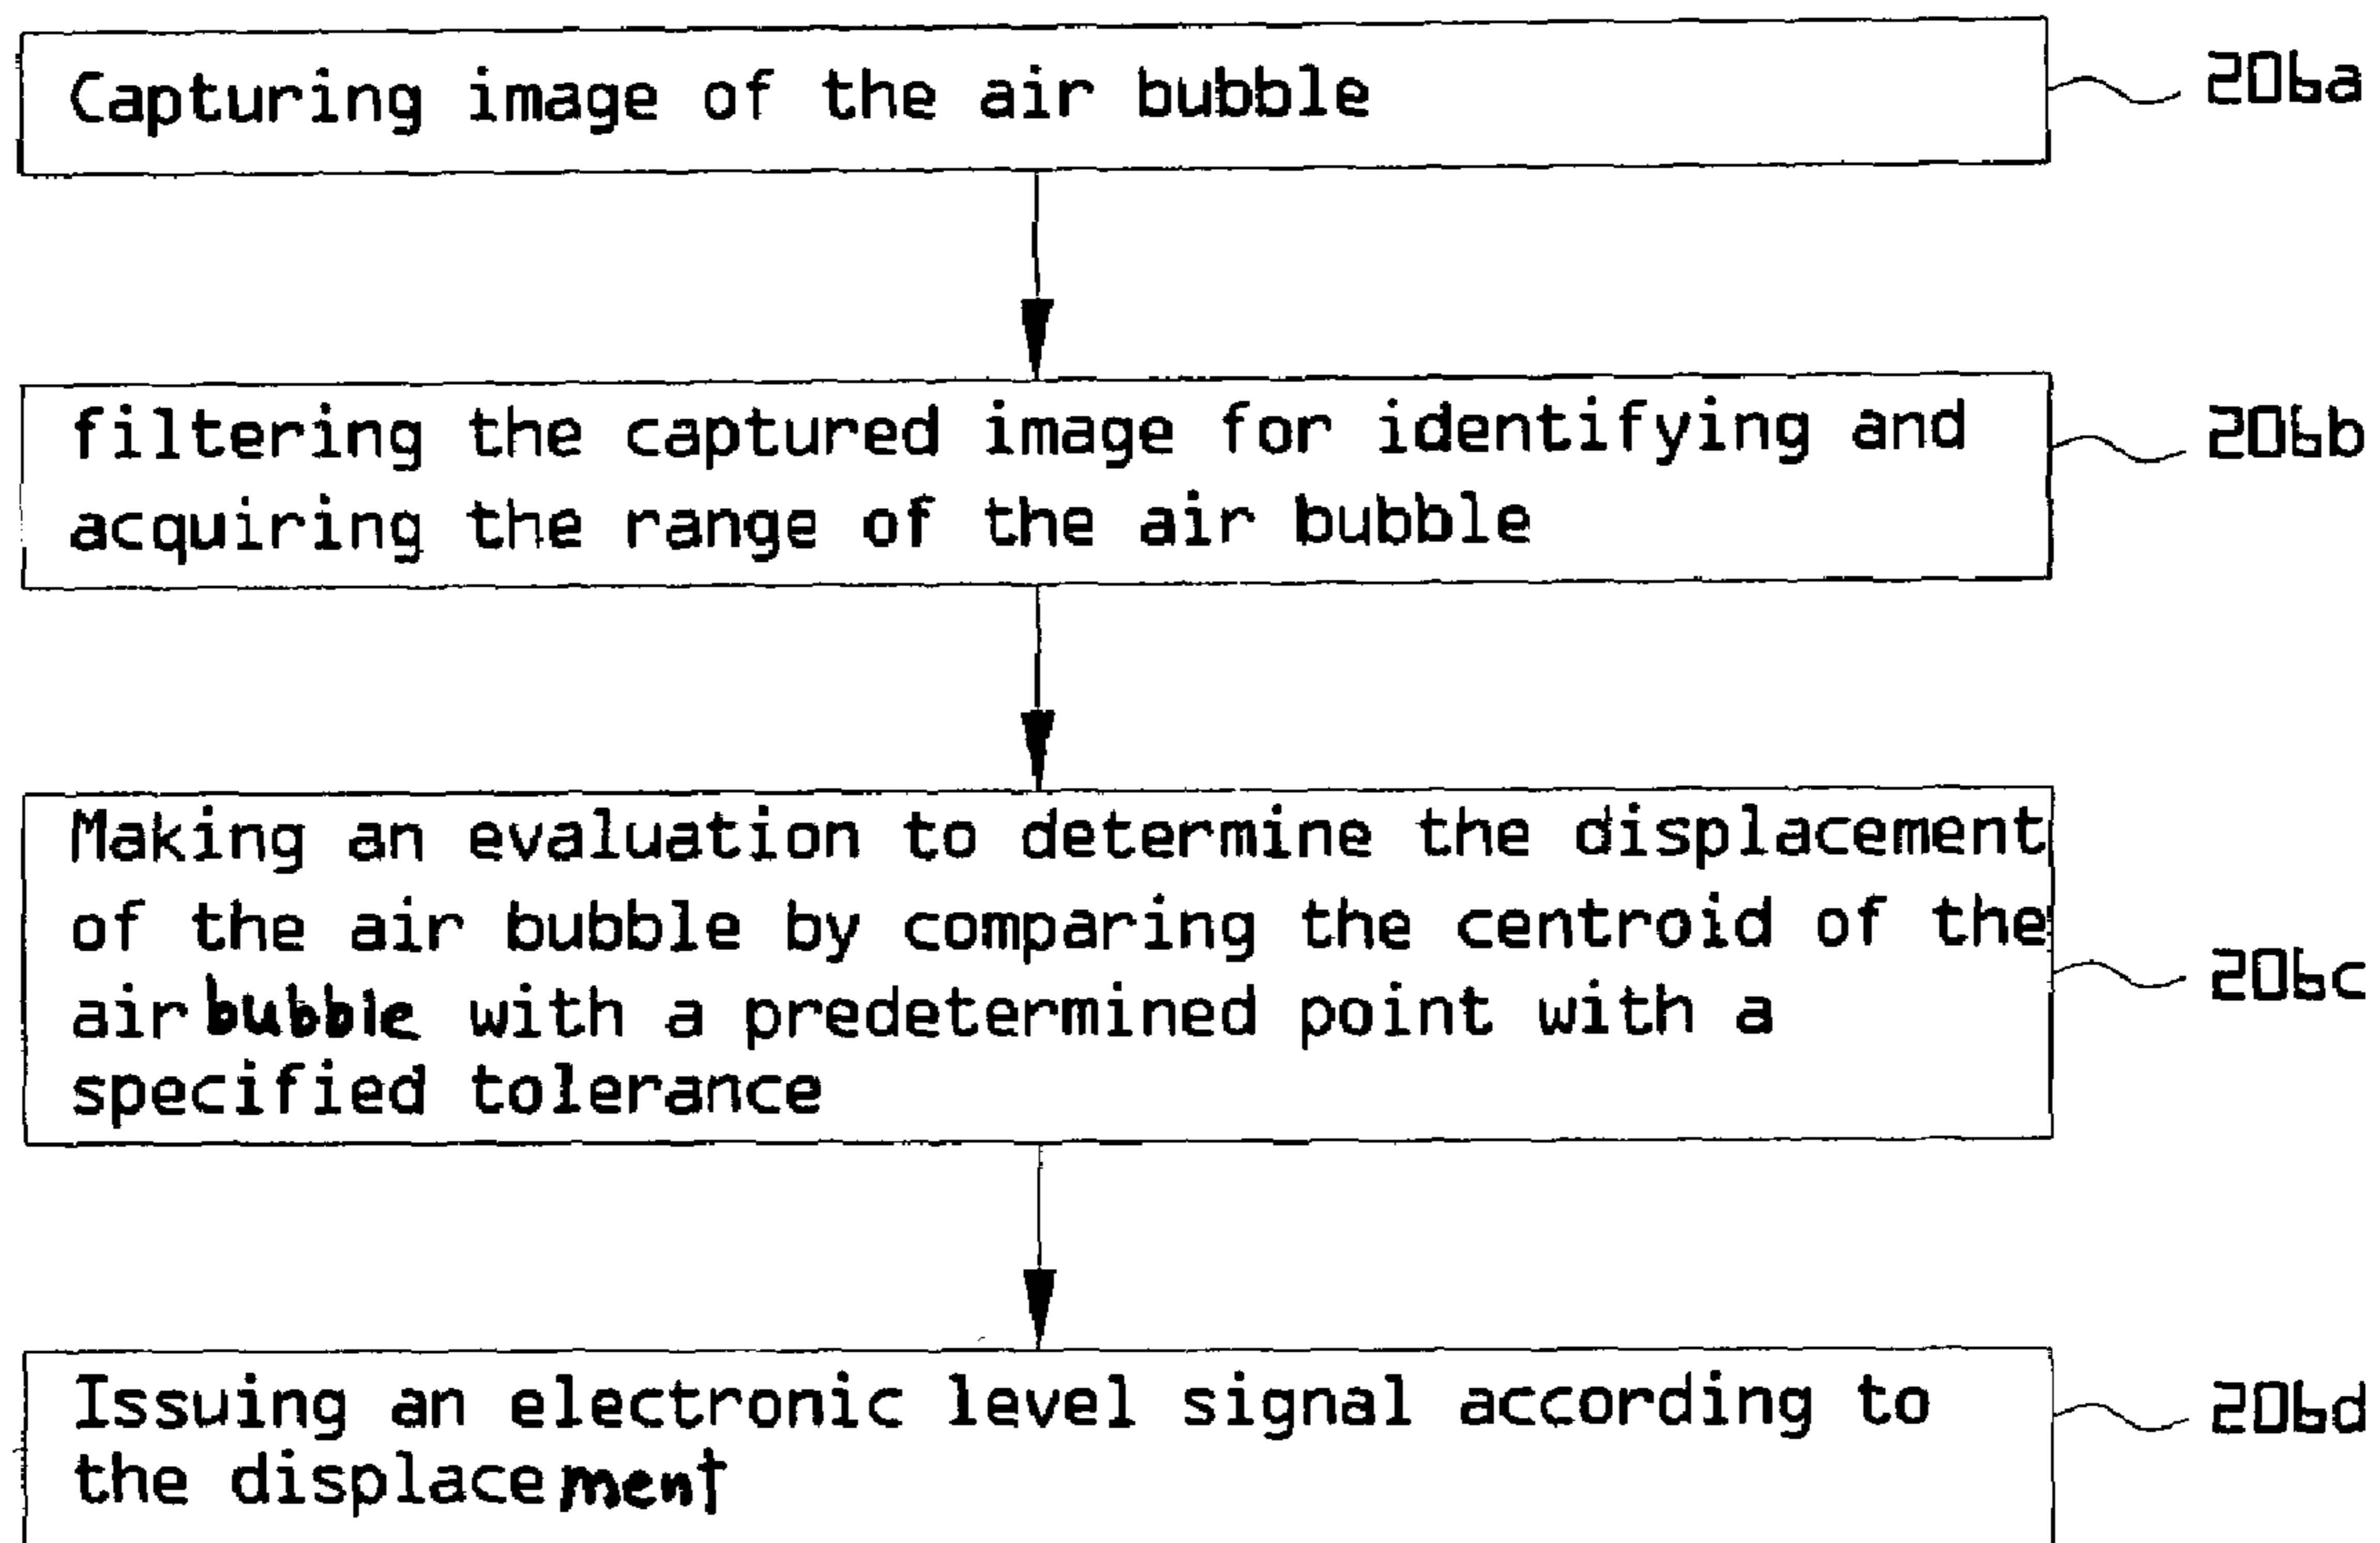 Capturing image of the air bubble
206a
filtering the captured image for identifying and
acquiring the range of the air bubble
206b
Making an evaluation to determine the displacement
of the air bubble by comparing the centroid of the
air bubble with a predetermined point with a
specified tolerance
206c
Issuing an electronic level signal according to
the displacement
206d